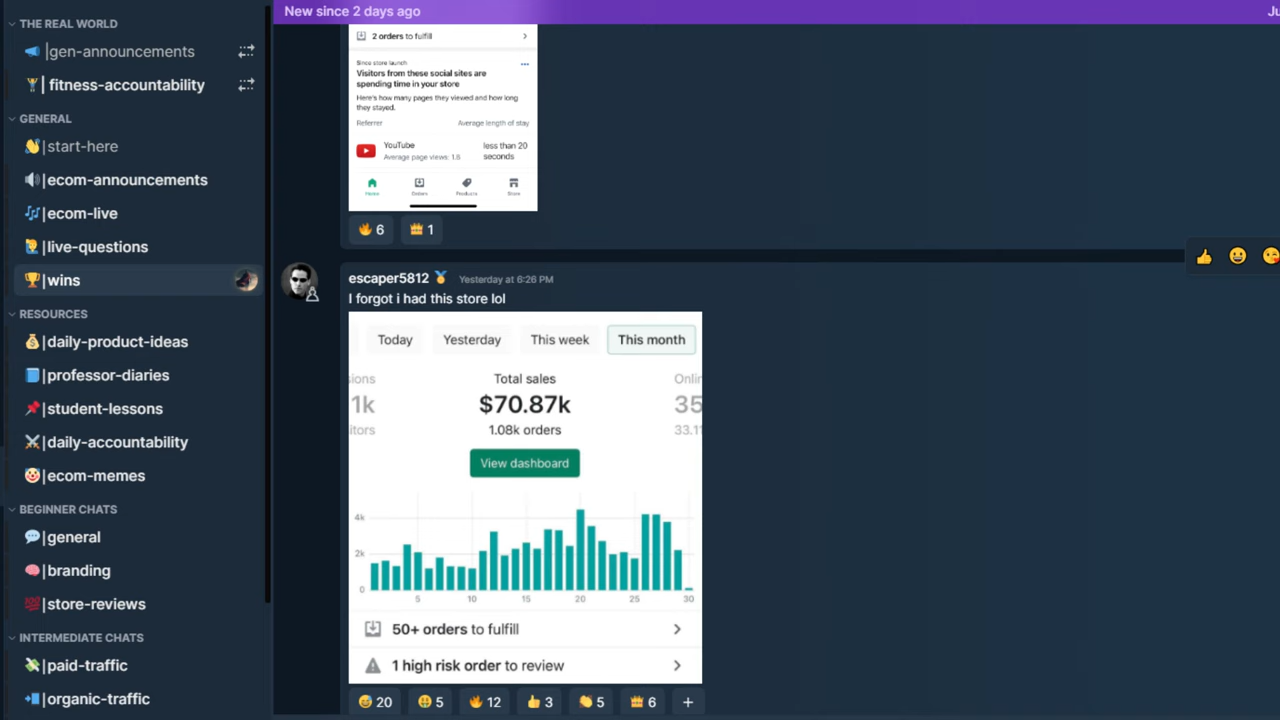 THE REAL WORLD
|gen-announcements
|fitness-accountability
GENERAL
|start-here
|ecom-announcements
|ecom-live
|live-questions
|wins
RESOURCES
|daily-product-ideas
|professor-diaries
|student-lessons
|daily-accountability
|ecom-memes
BEGINNER CHATS
|general
|branding
|store-reviews
INTERMEDIATE CHATS
|paid-traffic
|organic-traffic
New since 2 days ago
Ju
2 orders to fulfill
Since store launch
Visitors from these social sites are
spending time in your store
Here's how many pages they viewed and how long
they stayed.
Referrer Average length of stay
YouTube less than 20
Average page views: 1.6 seconds
Home Orders Products Store
6 1
escaper5812 Yesterday at 6:26 PM
I forgot i had this store lol
Today Yesterday This week This month
sions Total sales Onlin
1k $70.87k 35
itors 1.08k orders 33.1
View dashboard
4k
2k
0
5 10 15 20 25 30
50+ orders to fulfill
1 high risk order to review
20 5 12 3 5 6 +